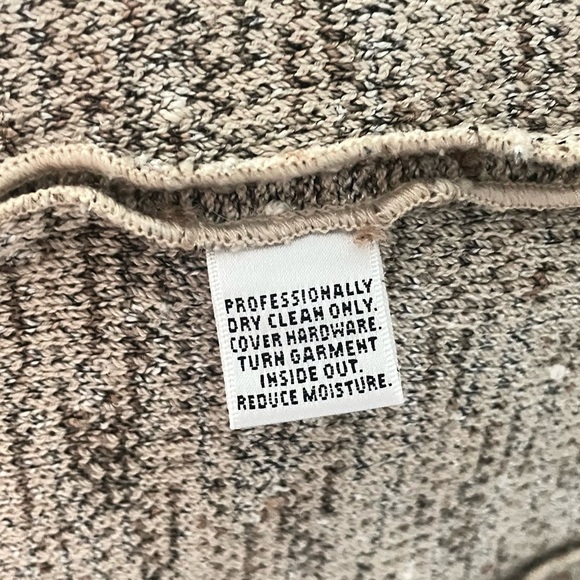 PROFESSIONALLY
DRY CLEAN ONLY.
COVER HARDWARE.
TURN GARMENT
INSIDE OUT.
REDUCE MOISTURE.